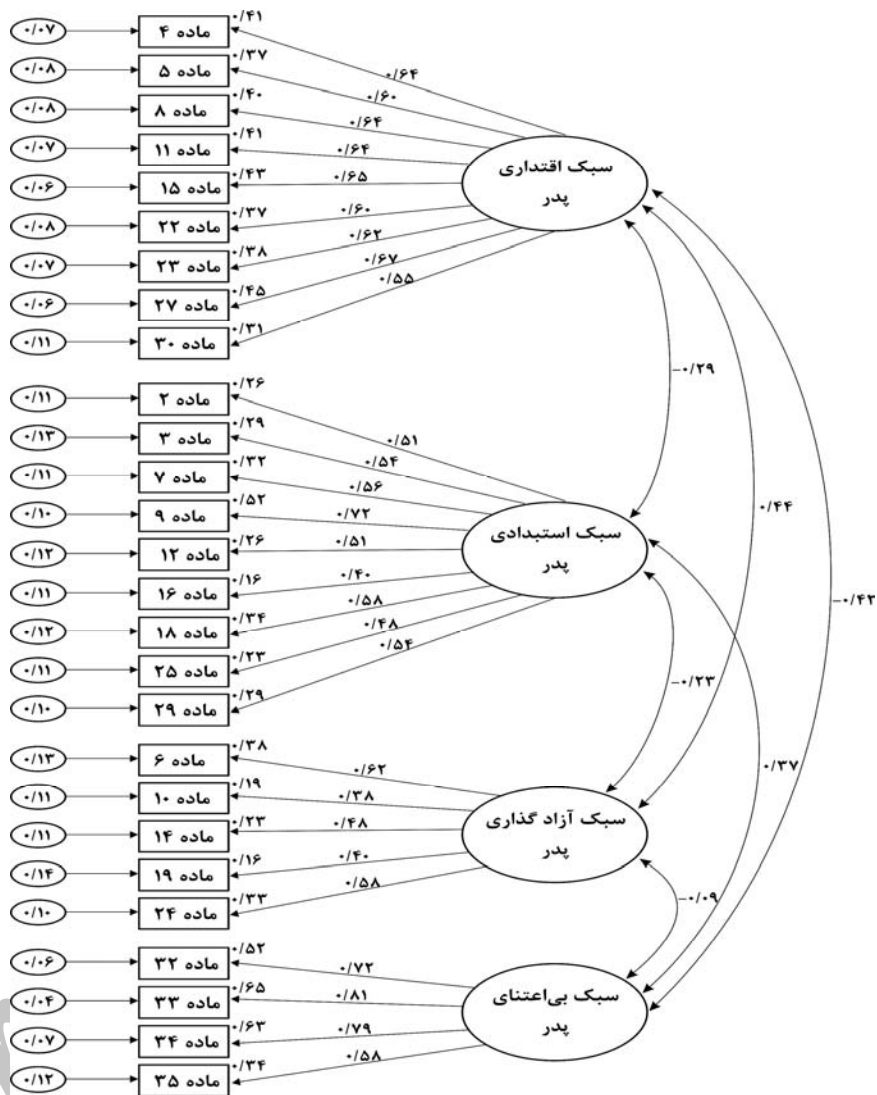 ۰/۰۷ ماده ۴ ۰/۴۱ ۰/۶۴
۰/۰۸ ماده ۵ ۰/۳۷ ۰/۶۰
۰/۰۸ ماده ۸ ۰/۴۰ ۰/۶۴
۰/۰۷ ماده ۱۱ ۰/۴۱ ۰/۶۴
۰/۰۶ ماده ۱۵ ۰/۴۳ ۰/۶۵
۰/۰۸ ماده ۲۲ ۰/۳۷ ۰/۶۰
۰/۰۷ ماده ۲۳ ۰/۳۸ ۰/۶۲
۰/۰۶ ماده ۲۷ ۰/۴۵ ۰/۶۷
۰/۱۱ ماده ۳۰ ۰/۳۱ ۰/۵۵
سبک اقتداری
پدر
۰/۱۱ ماده ۲ ۰/۲۶ ۰/۵۱
۰/۱۳ ماده ۳ ۰/۲۹ ۰/۵۴
۰/۱۱ ماده ۷ ۰/۳۲ ۰/۵۶
۰/۱۰ ماده ۹ ۰/۵۲ ۰/۷۲
۰/۱۲ ماده ۱۲ ۰/۲۶ ۰/۵۱
۰/۱۱ ماده ۱۶ ۰/۱۶ ۰/۴۰
۰/۱۲ ماده ۱۸ ۰/۳۴ ۰/۵۸
۰/۱۱ ماده ۲۵ ۰/۲۳ ۰/۴۸
۰/۱۰ ماده ۲۹ ۰/۲۹ ۰/۵۴
سبک استبدادی
پدر
۰/۱۳ ماده ۶ ۰/۳۸ ۰/۶۲
۰/۱۱ ماده ۱۰ ۰/۱۹ ۰/۳۸
۰/۱۱ ماده ۱۴ ۰/۲۳ ۰/۴۸
۰/۱۴ ماده ۱۹ ۰/۱۶ ۰/۴۰
۰/۱۰ ماده ۲۴ ۰/۳۳ ۰/۵۸
سبک آزاد گذاری
پدر
۰/۰۶ ماده ۳۲ ۰/۵۲ ۰/۷۲
۰/۰۴ ماده ۳۳ ۰/۶۵ ۰/۸۱
۰/۰۷ ماده ۳۴ ۰/۶۳ ۰/۷۹
۰/۱۲ ماده ۳۵ ۰/۳۴ ۰/۵۸
سبک بی‌اعتنای
پدر
−۰/۲۹
۰/۴۴
−۰/۴۳
−۰/۲۳
۰/۳۷
−۰/۰۹